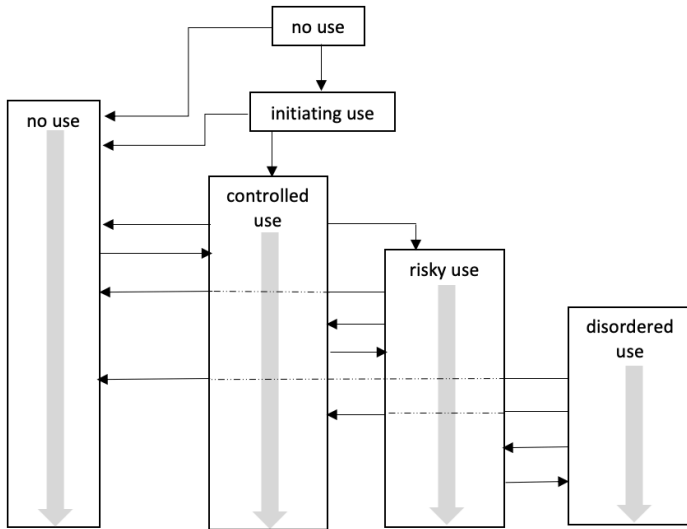 no use
initiating use
no use
controlled
use
risky use
disordered
use